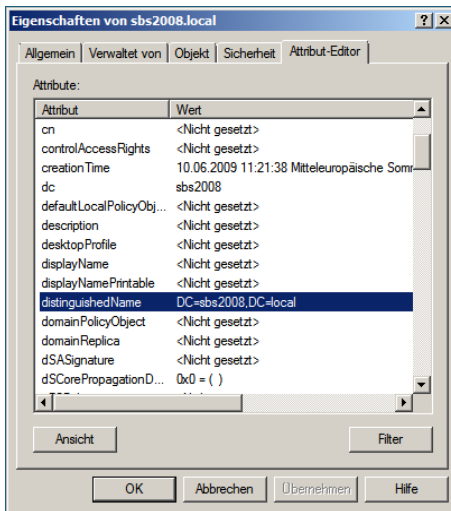 Eigenschaften von sbs2008.local
Allgemein Verwaltet von Objekt Sicherheit Attribut-Editor
Attribute:
Attribut Wert
cn <Nicht gesetzt>
controlAccessRights <Nicht gesetzt>
creationTime 10.06.2009 11:21:38 Mitteleuropäische Somr
dc sbs2008
defaultLocalPolicyObj... <Nicht gesetzt>
description <Nicht gesetzt>
desktopProfile <Nicht gesetzt>
displayName <Nicht gesetzt>
displayNamePrintable <Nicht gesetzt>
distinguishedName DC=sbs2008,DC=local
domainPolicyObject <Nicht gesetzt>
domainReplica <Nicht gesetzt>
dSASignature <Nicht gesetzt>
dSCorePropagationD... 0x0 = ( )
Ansicht Filter
OK Abbrechen Übernehmen Hilfe